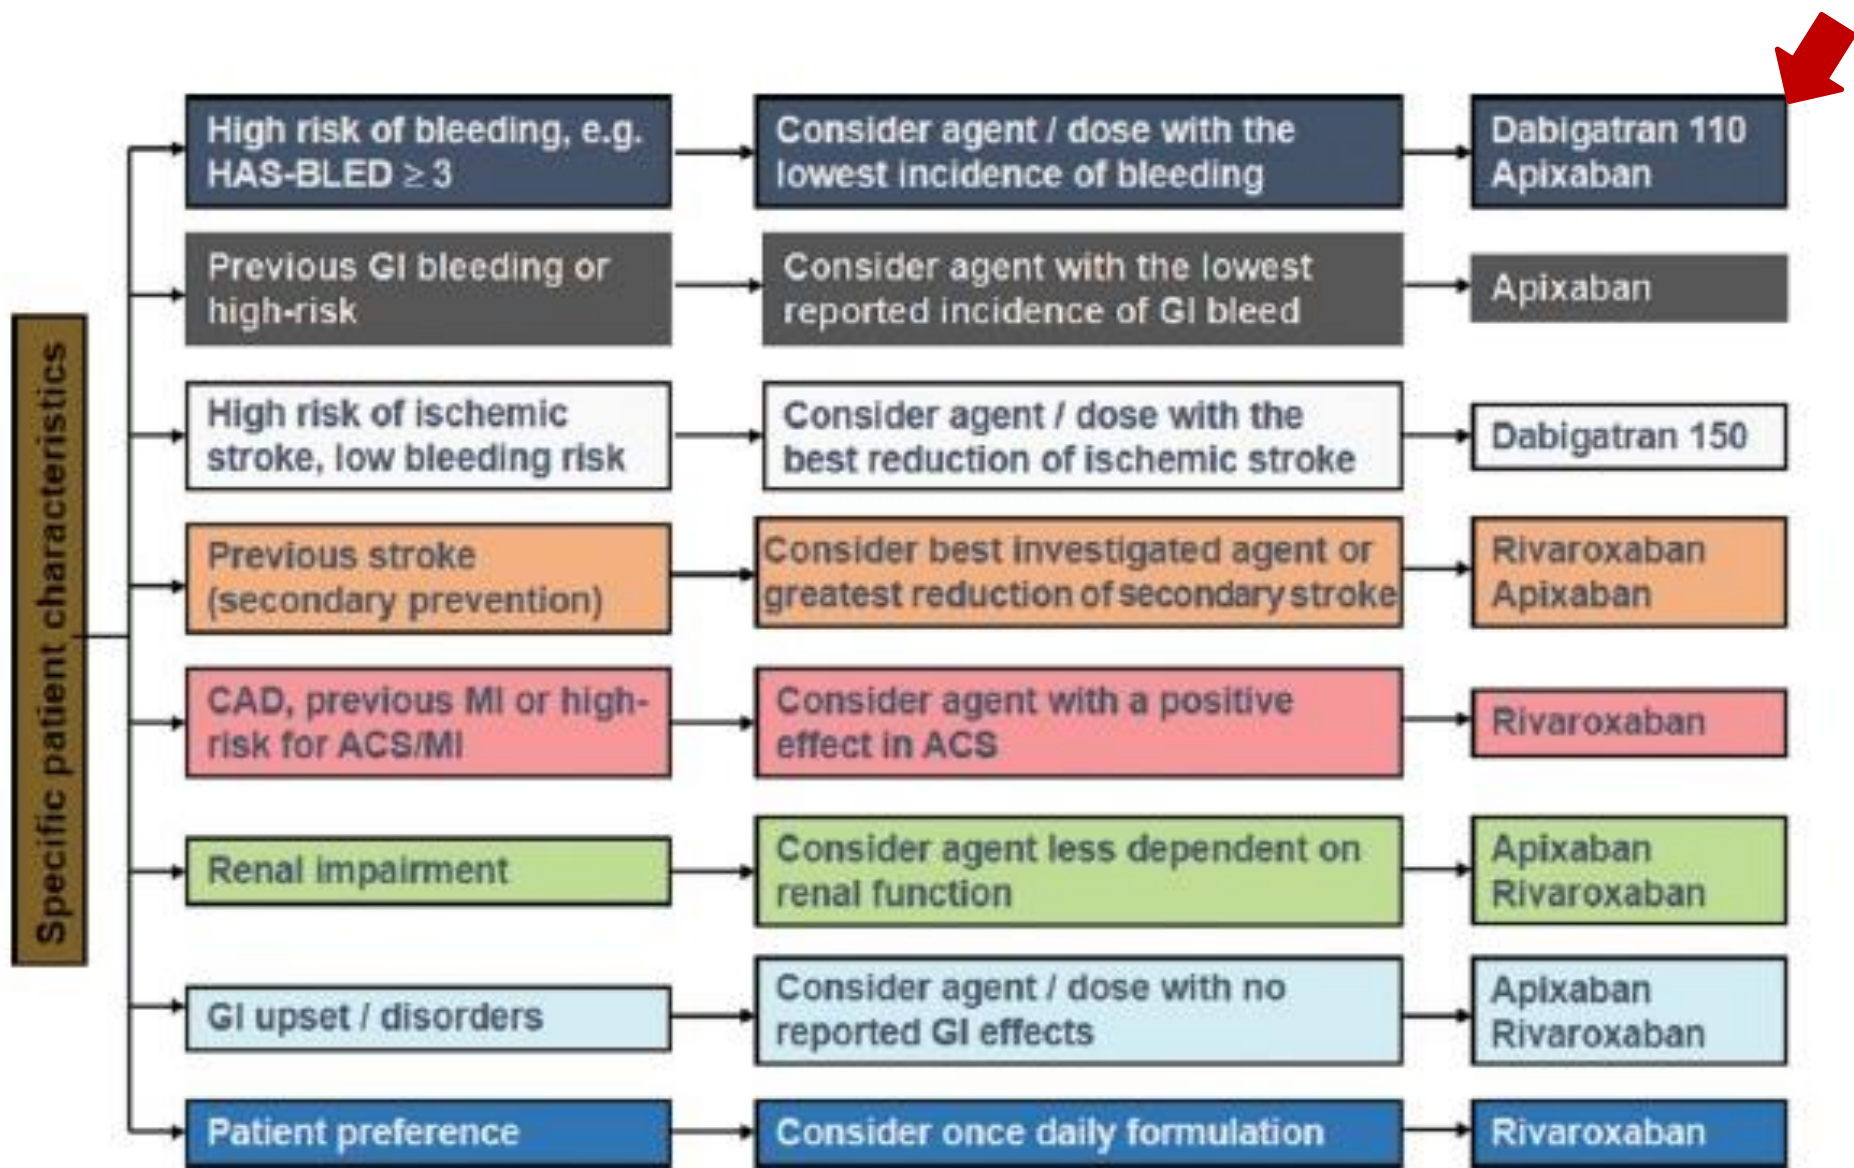 Specific patient characteristics
High risk of bleeding, e.g.
HAS-BLED ≥ 3
Consider agent / dose with the
lowest incidence of bleeding
Dabigatran 110
Apixaban
Previous GI bleeding or
high-risk
Consider agent with the lowest
reported incidence of GI bleed
Apixaban
High risk of ischemic
stroke, low bleeding risk
Consider agent / dose with the
best reduction of ischemic stroke
Dabigatran 150
Previous stroke
(secondary prevention)
Consider best investigated agent or
greatest reduction of secondary stroke
Rivaroxaban
Apixaban
CAD, previous MI or high-
risk for ACS/MI
Consider agent with a positive
effect in ACS
Rivaroxaban
Renal impairment
Consider agent less dependent on
renal function
Apixaban
Rivaroxaban
GI upset / disorders
Consider agent / dose with no
reported GI effects
Apixaban
Rivaroxaban
Patient preference
Consider once daily formulation
Rivaroxaban